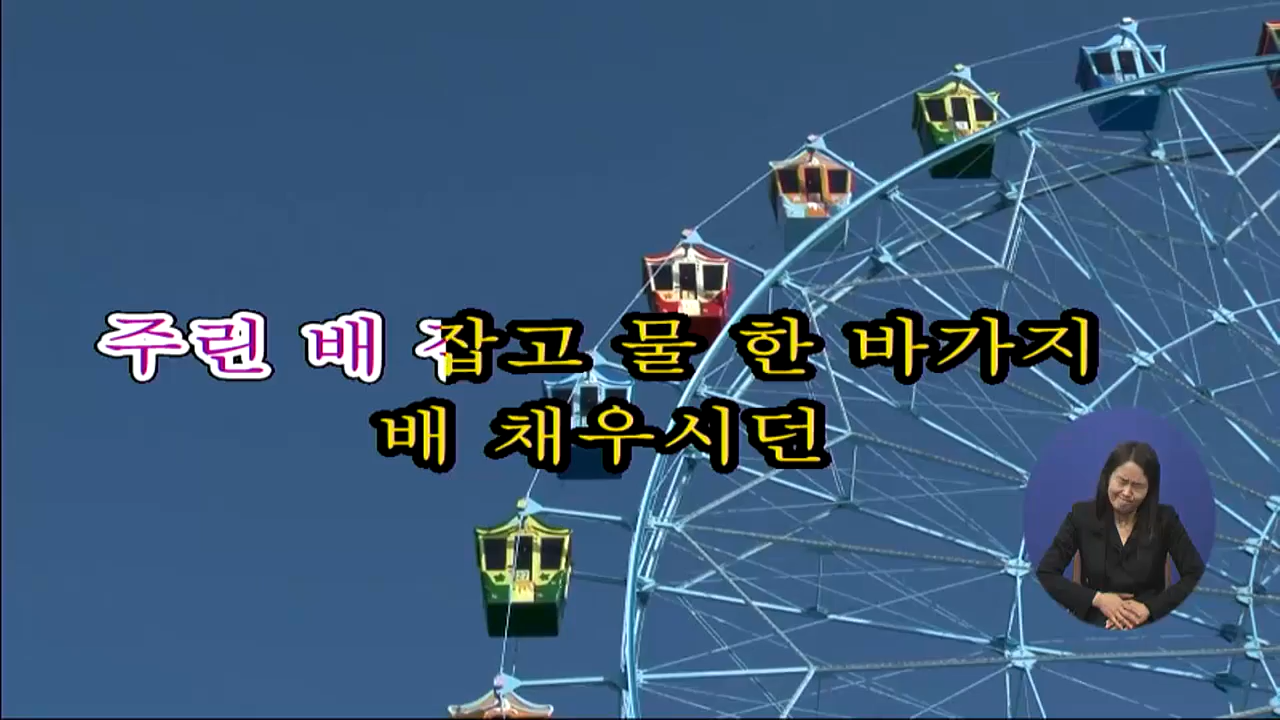 주린 배 잡고 물 한 바가지
배 채우시던